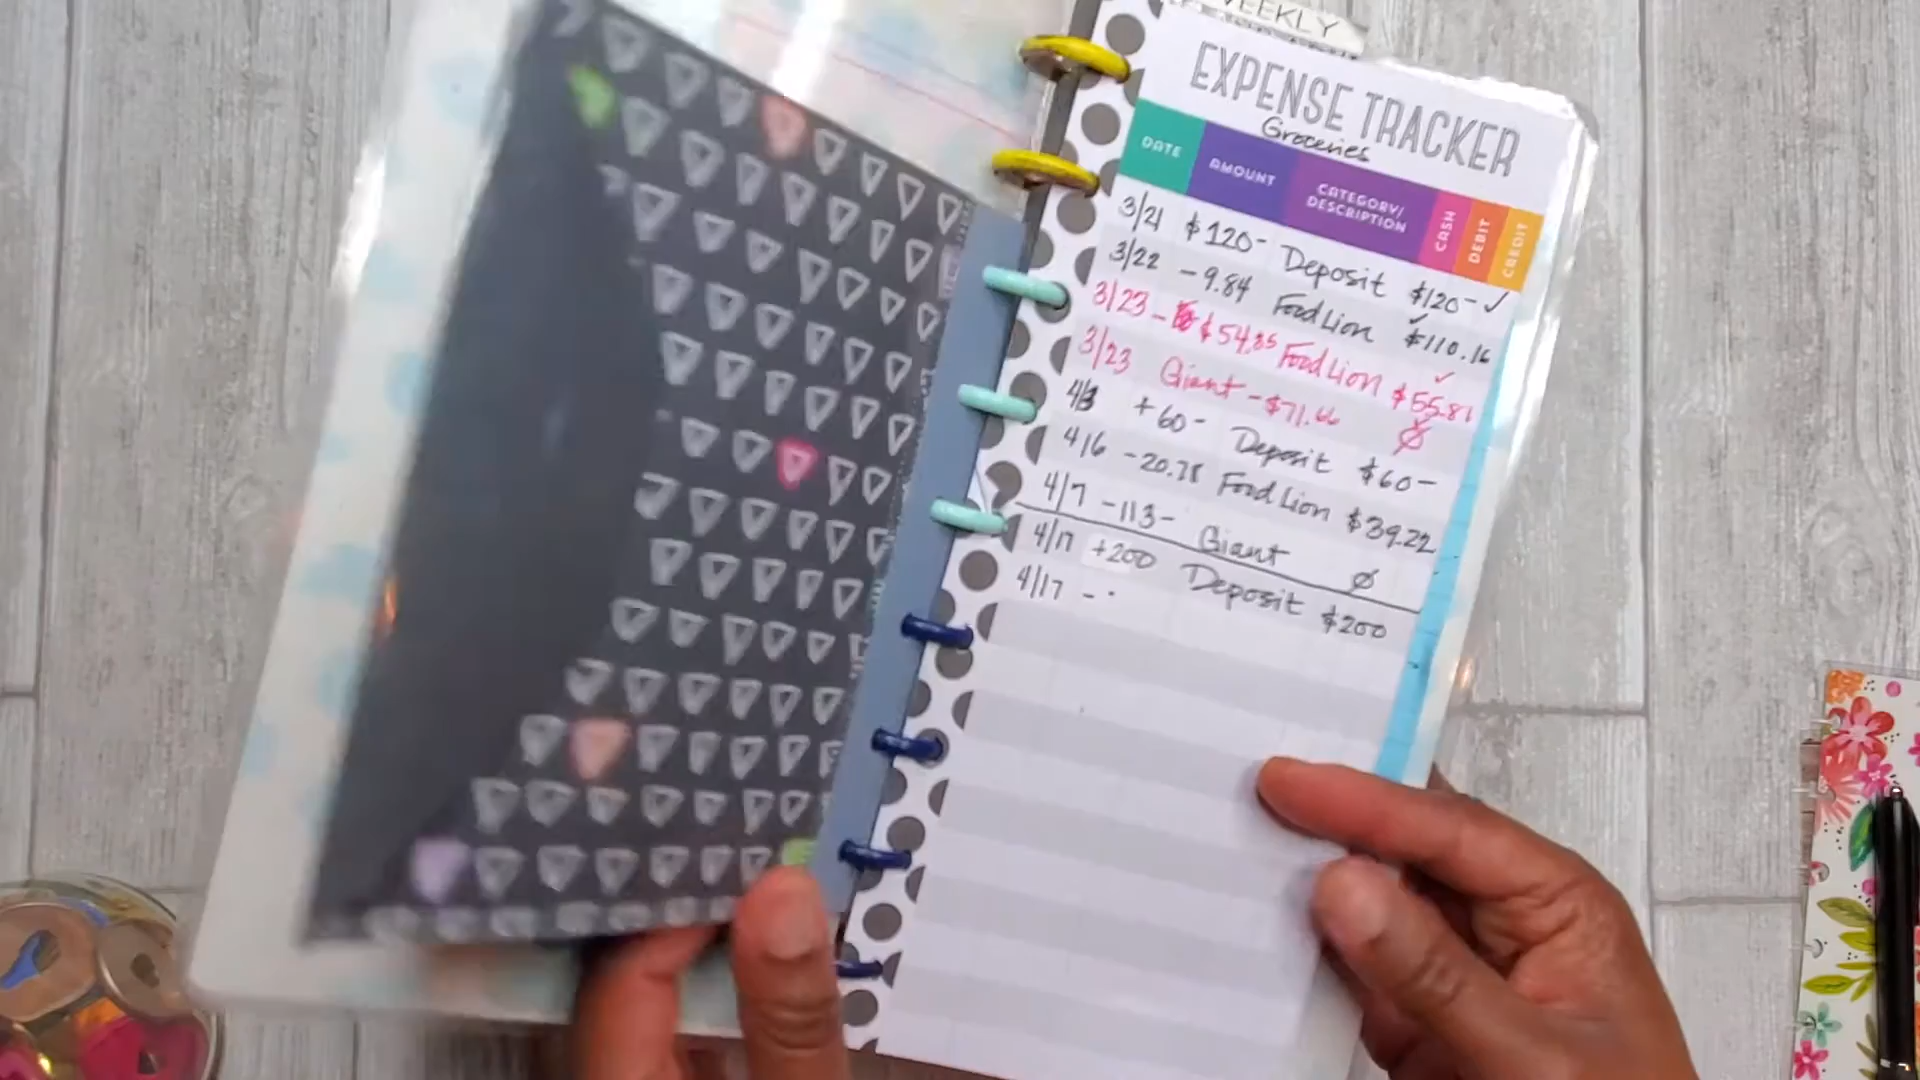 WEEKLY
EXPENSE TRACKER
Groceries
DATE AMOUNT CATEGORY/ DESCRIPTION CASH DEBIT CREDIT
3/21 $120- Deposit $120- ✓
3/22 -9.84 Food Lion $110.16
3/23 - $54.35 Food Lion $55.81
3/23 Giant -$71.66 Ø
4/3 +60- Deposit $60-
4/6 -20.78 Food Lion $39.22
4/7 -113- Giant Ø
4/17 +200 Deposit $200
4/17 -